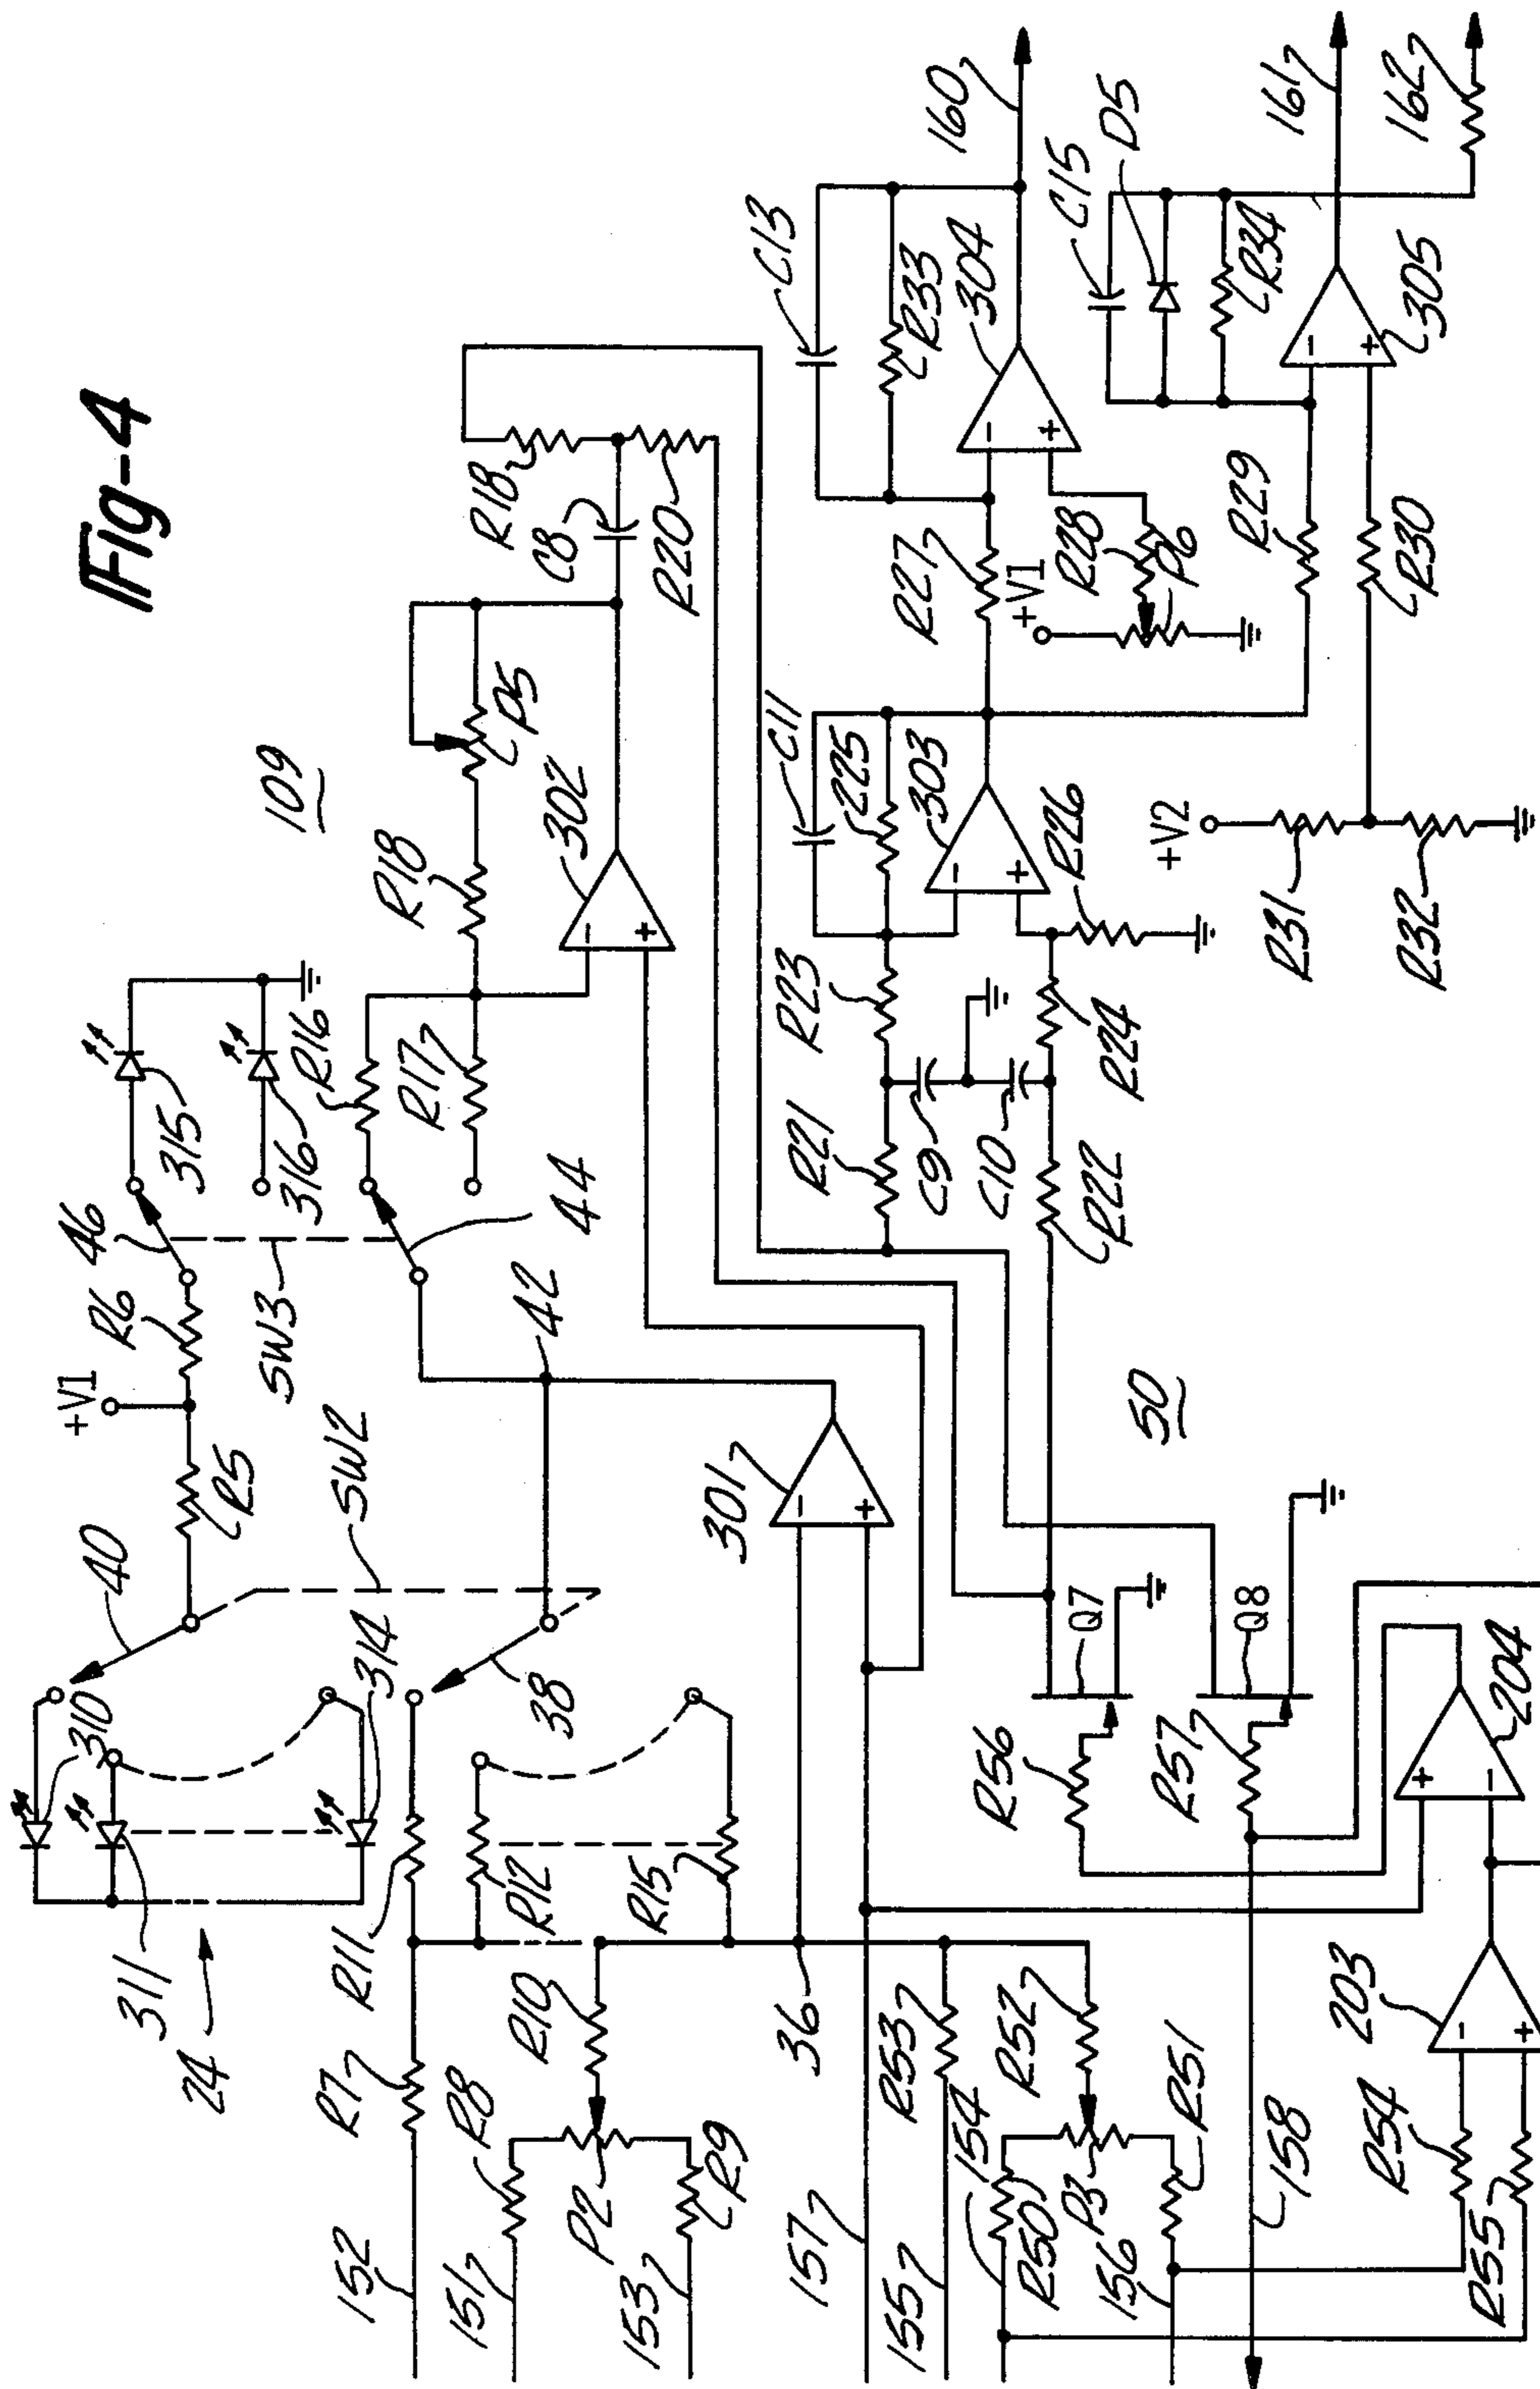 Fig-4
109
24
310
311
314
40
R5
SW2
+V1
R6
46
SW3
315
316
R16
R17
44
42
38
R11
R12
R15
R18
P5
302
-
+
R18
C8
R20
152
R7
151
R8
P2
R9
153
R10
36
301
-
+
157
155
R53
154
R50
P3
R52
R51
156
158
R54
R55
203
-
+
204
+
-
R56
R57
Q7
Q8
50
R21
R22
C9
C10
R23
R24
C11
225
303
-
+
R26
R27
+V1
R28
P6
C13
R33
304
-
+
160
+V2
R31
R32
R29
R30
C15
D5
R34
305
-
+
161
162